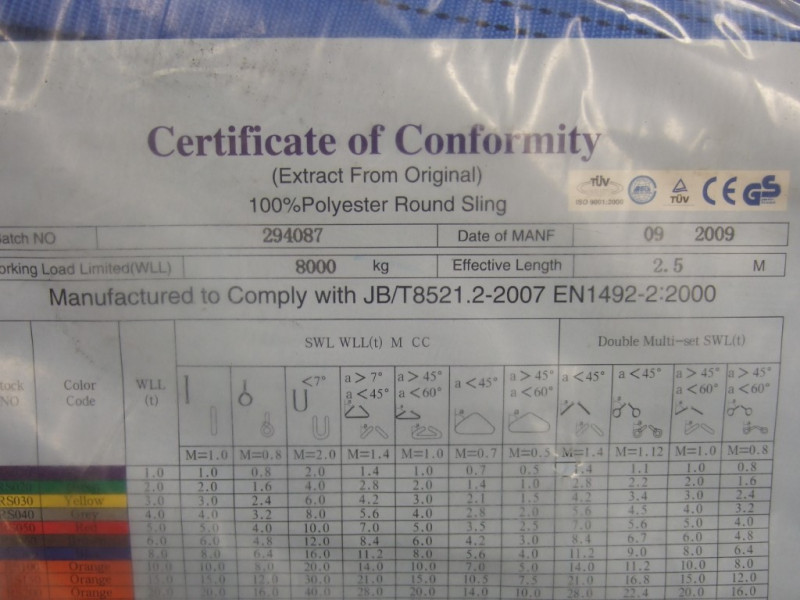 Certificate of Conformity
(Extract From Original)
100%Polyester Round Sling
TÜV TÜV CE GS
ISO 9001:2000
Batch NO 294087 Date of MANF 09 2009
orking Load Limited(WLL) 8000 kg Effective Length 2.5 M
Manufactured to Comply with JB/T8521.2-2007 EN1492-2:2000
tock NO Color Code WLL (t) SWL WLL(t) M CC Double Multi-set SWL(t)
<7° a>7° a<45° a>45° a<60° a<45° a>45° a<60° a<45° a<45° a>45° a<60° a>45° a<60°
M=1.0 M=0.8 M=2.0 M=1.4 M=1.0 M=0.7 M=0.5 M=1.4 M=1.12 M=1.0 M=0.8
1.0 1.0 0.8 2.0 1.4 1.0 0.7 0.5 1.4 1.1 1.0 0.8
2.0 2.0 1.6 4.0 2.8 2.0 1.4 1.0 2.8 2.2 2.0 1.6
RS030 Yellow 3.0 3.0 2.4 6.0 4.2 3.0 2.1 1.5 4.2 3.4 3.0 2.4
RS040 Grey 4.0 4.0 3.2 8.0 5.6 4.0 2.8 2.0 5.6 4.5 4.0 3.2
S050 Red 5.0 5.0 4.0 10.0 7.0 5.0 3.5 2.5 7.0 5.6 5.0 4.0
6.0 6.0 4.8 12.0 8.4 6.0 4.2 3.0 8.4 6.7 6.0 4.8
8.0 8.0 6.4 16.0 11.2 8.0 5.6 4.0 11.2 9.0 8.0 6.4
Orange 10.0 10.0 8.0 20.0 14.0 10.0 7.0 5.0 14.0 11.2 10.0 8.0
Orange 15.0 15.0 12.0 30.0 21.0 15.0 10.5 7.5 21.0 16.8 15.0 12.0
Orange 20.0 20.0 16.0 40.0 28.0 20.0 14.0 10.0 28.0 22.4 20.0 16.0